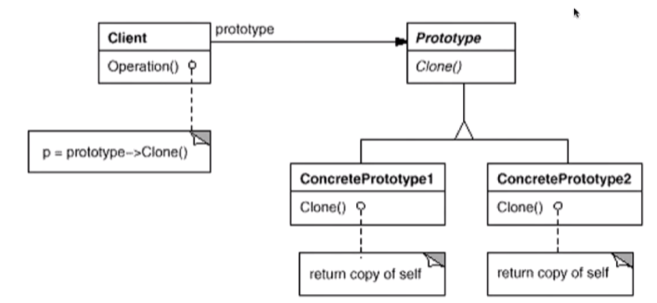 Client
Operation()
prototype
Prototype
Clone()
p = prototype->Clone()
ConcretePrototype1
Clone()
ConcretePrototype2
Clone()
return copy of self
return copy of self